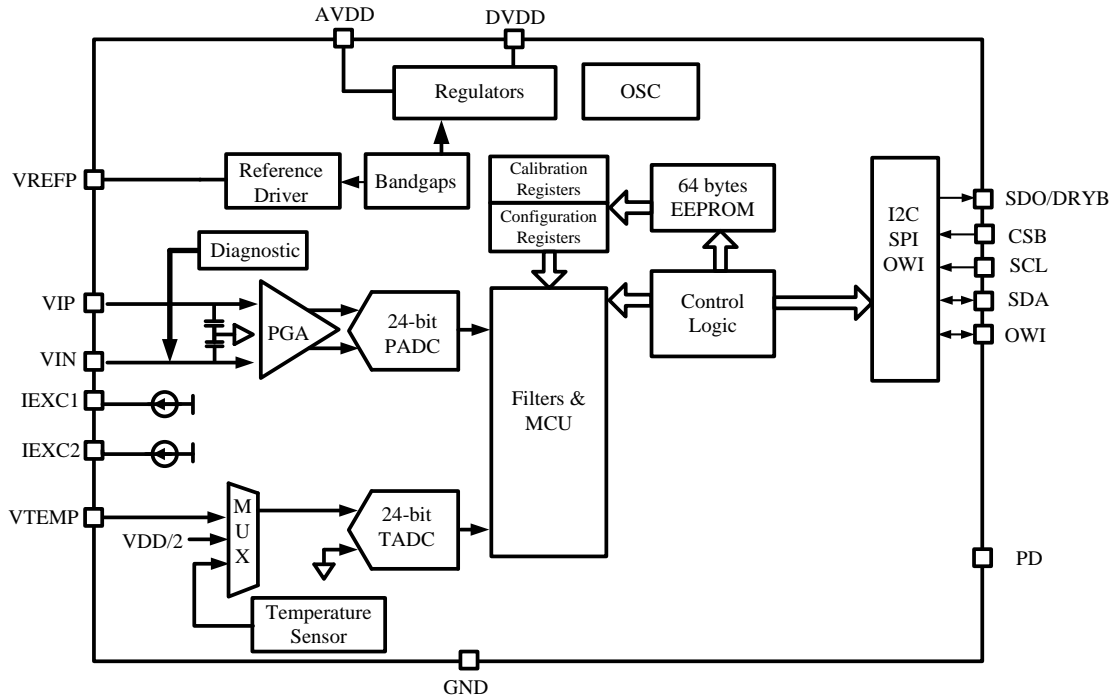 AVDD
DVDD
Regulators
OSC
VREFP
Reference
Driver
Bandgaps
Calibration
Registers
Configuration
Registers
64 bytes
EEPROM
I2C
SPI
OWI
SDO/DRYB
CSB
SCL
SDA
OWI
Diagnostic
VIP
VIN
PGA
24-bit
PADC
Control
Logic
Filters &
MCU
IEXC1
IEXC2
VTEMP
VDD/2
M
U
X
24-bit
TADC
Temperature
Sensor
PD
GND